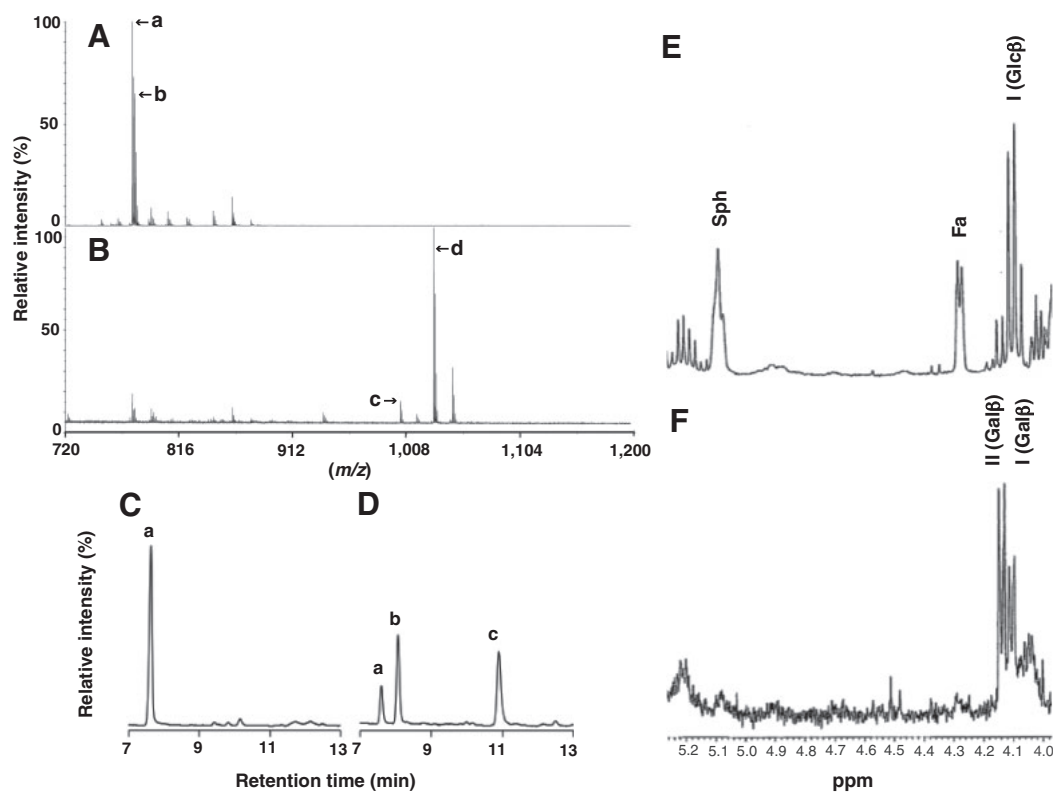 A
100
50
0
Relative intensity (%)
←a
←b
B
100
50
0
c→
←d
720 816 912 1,008 1,104 1,200
(m/z)
C
a
D
a
b
c
Relative intensity (%)
7 9 11 13
7 9 11 13
Retention time (min)
E
Sph
Fa
I (Glcβ)
F
II (Galβ)
I (Galβ)
5.2 5.1 5.0 4.9 4.8 4.7 4.6 4.5 4.4 4.3 4.2 4.1 4.0
ppm